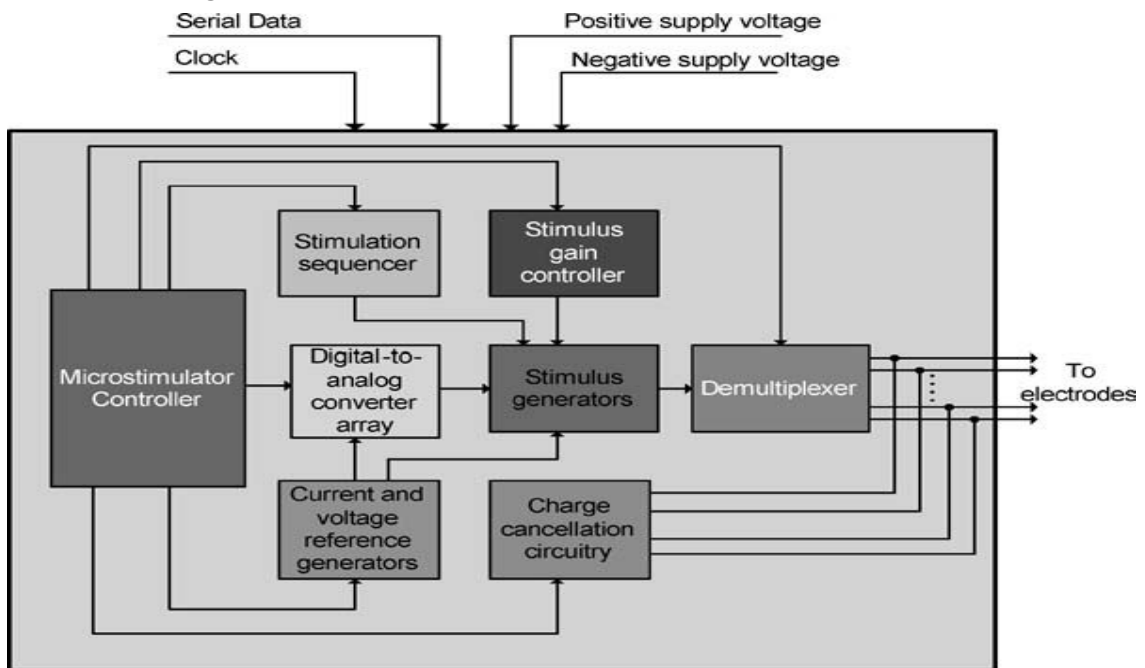 Serial Data
Positive supply voltage
Clock
Negative supply voltage
Stimulation
sequencer
Stimulus
gain
controller
Microstimulator
Controller
Digital-to-
analog
converter
array
Stimulus
generators
Demultiplexer
To
electrodes
Current and
voltage
reference
generators
Charge
cancellation
circuitry